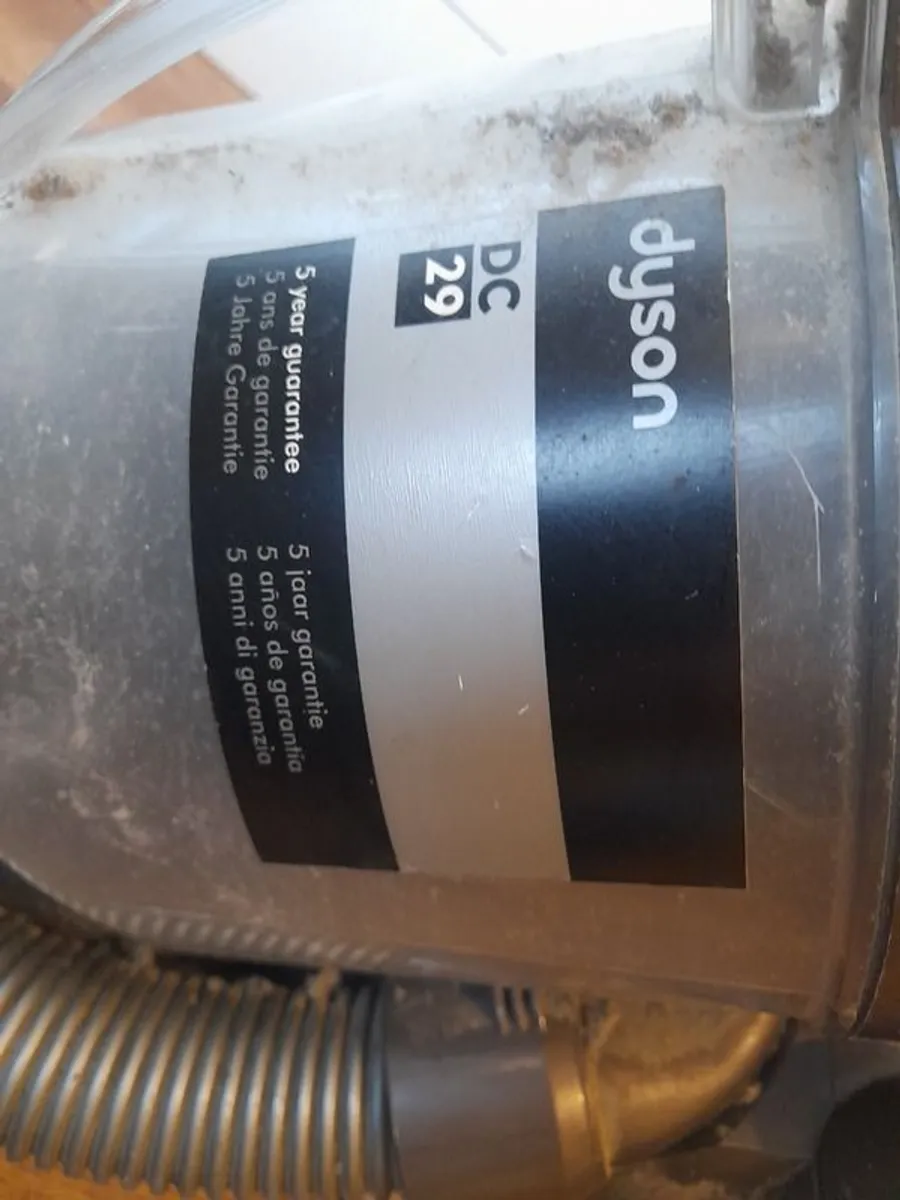 dyson
DC
29
5 year guarantee
5 ans de garantie
5 Jahre Garantie
5 jaar garantie
5 años de garantía
5 anni di garanzia